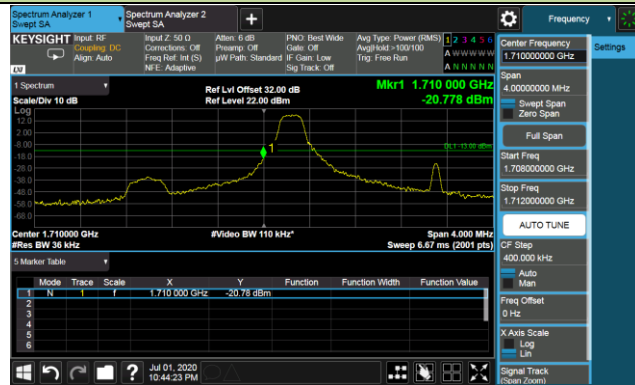 Spectrum Analyzer 1
Swept SA
Spectrum Analyzer 2
Swept SA
+
Frequency
KEYSIGHT
Input: RF
Coupling: DC
Align: Auto
Input Z: 50 Ω
Corrections: Off
Freq Ref: Int (S)
NFE: Adaptive
Atten: 6 dB
Preamp: Off
µW Path: Standard
PNO: Best Wide
Gate: Off
IF Gain: Low
Sig Track: Off
Avg Type: Power (RMS)
Avg|Hold >100/100
Trig: Free Run
1 2 3 4 5 6
A W W W W W
A N N N N N
LXI
1 Spectrum
Scale/Div 10 dB
Ref Lvl Offset 32.00 dB
Ref Level 22.00 dBm
Mkr1 1.710 000 GHz
-20.778 dBm
Log
12.0
2.00
-8.00
-18.0
-28.0
-38.0
-48.0
-58.0
-68.0
1
DL1 -13.00 dBm
Center 1.710000 GHz
#Res BW 36 kHz
#Video BW 110 kHz*
Span 4.000 MHz
Sweep 6.67 ms (2001 pts)
5 Marker Table
Mode Trace Scale X Y Function Function Width Function Value
1 N 1 f 1.710 000 GHz -20.78 dBm
2
3
4
5
6
Jul 01, 2020
10:44:23 PM
Center Frequency
1.710000000 GHz
Settings
Span
4.00000000 MHz
Swept Span
Zero Span
Full Span
Start Freq
1.708000000 GHz
Stop Freq
1.712000000 GHz
AUTO TUNE
CF Step
400.000 kHz
Auto
Man
Freq Offset
0 Hz
X Axis Scale
Log
Lin
Signal Track
(Span Zoom)